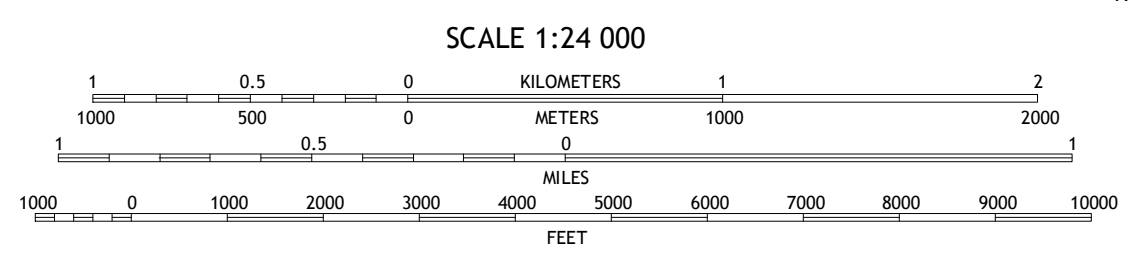 SCALE 1:24 000
1 0.5 0 KILOMETERS 1 2
1000 500 0 METERS 1000 2000
1 0.5 0 1
MILES
1000 0 1000 2000 3000 4000 5000 6000 7000 8000 9000 10000
FEET